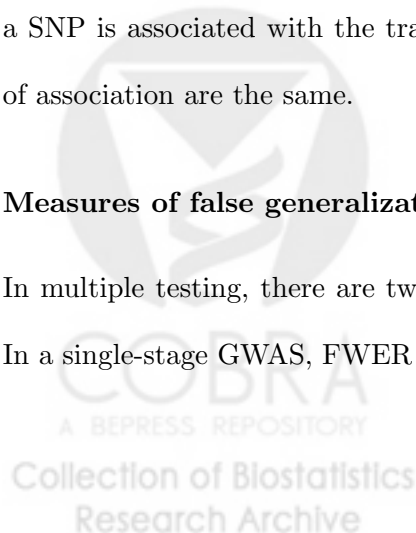 a SNP is associated with the tra
of association are the same.
Measures of false generalizat
In multiple testing, there are tw
In a single-stage GWAS, FWER
COBRA
A BEPRESS REPOSITORY
Collection of Biostatistics
Research Archive